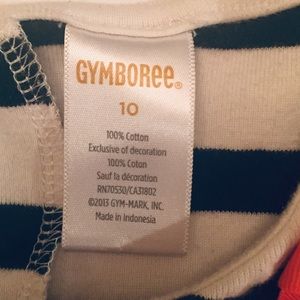 GYMBOREE®
10
100% Cotton
Exclusive of decoration
100% Coton
Sauf la décoration
RN70530/CA31802
©2013 GYM-MARK, INC.
Made in Indonesia